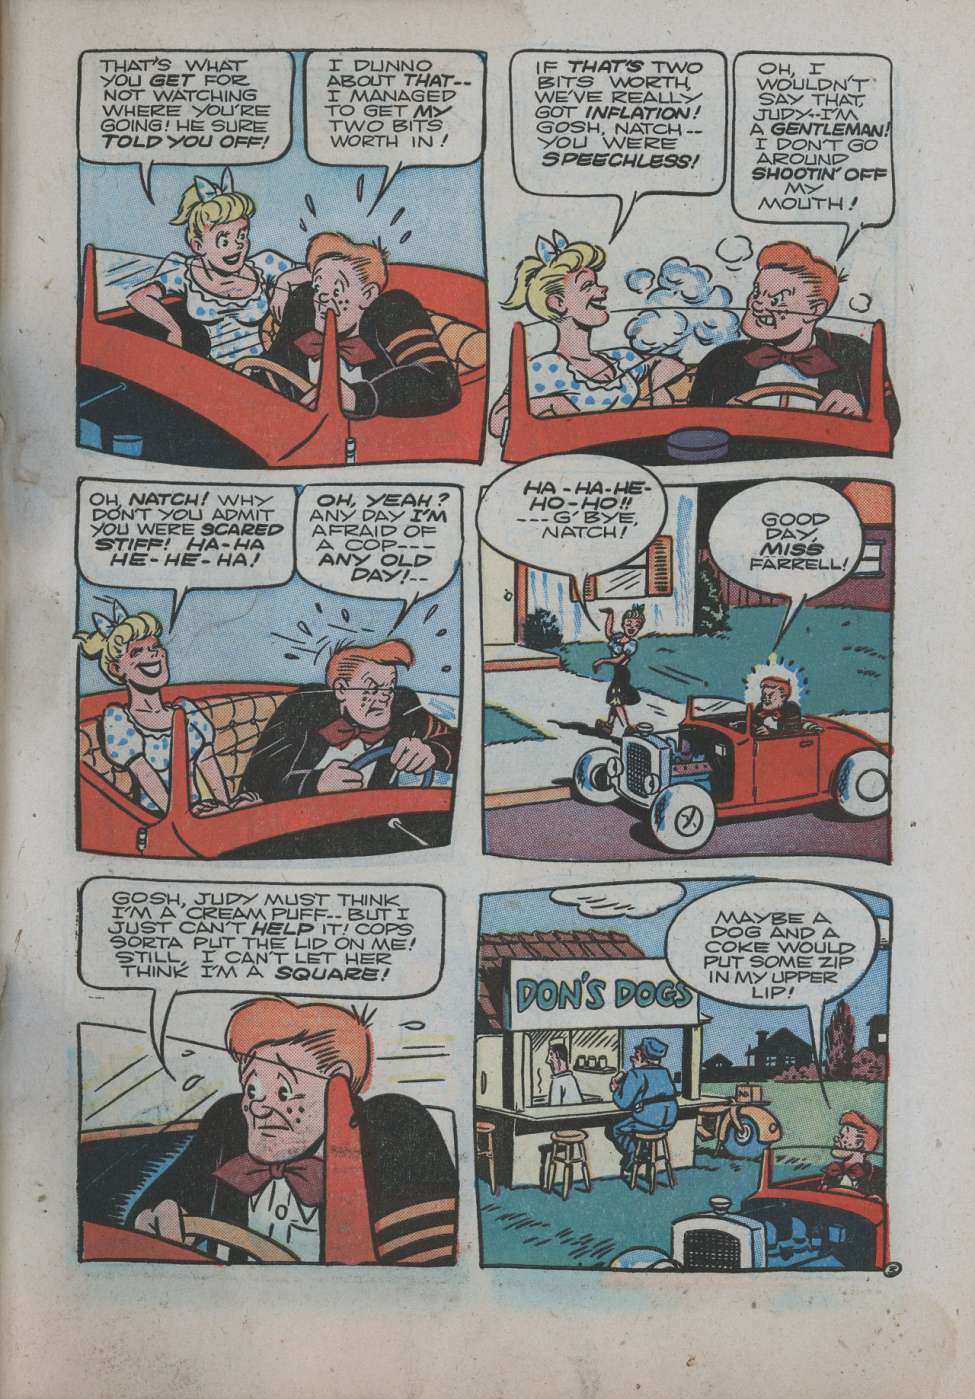 THAT'S WHAT
YOU GET FOR
NOT WATCHING
WHERE YOU'RE
GOING! HE SURE
TOLD YOU OFF!
I DUNNO
ABOUT THAT--
I MANAGED
TO GET MY
TWO BITS
WORTH IN!
IF THAT'S TWO
BITS WORTH,
WE'VE REALLY
GOT INFLATION!
GOSH, NATCH--
YOU WERE
SPEECHLESS!
OH, I
WOULDN'T
SAY THAT,
JUDY--I'M
A GENTLEMAN!
I DON'T GO
AROUND
SHOOTIN' OFF
MY
MOUTH!
OH, NATCH! WHY
DON'T YOU ADMIT
YOU WERE SCARED
STIFF! HA-HA
HE-HE-HA!
OH, YEAH?
ANY DAY I'M
AFRAID OF
A COP---
ANY OLD
DAY!--
HA-HA-HE-
HO-HO!!
----G'BYE,
NATCH!
GOOD
DAY,
MISS
FARRELL!
GOSH, JUDY MUST THINK
I'M A CREAM PUFF--BUT I
JUST CAN'T HELP IT! COPS
SORTA PUT THE LID ON ME!
STILL, I CAN'T LET HER
THINK I'M A SQUARE!
MAYBE A
DOG AND A
COKE WOULD
PUT SOME ZIP
IN MY UPPER
LIP!
DON'S DOGS
2